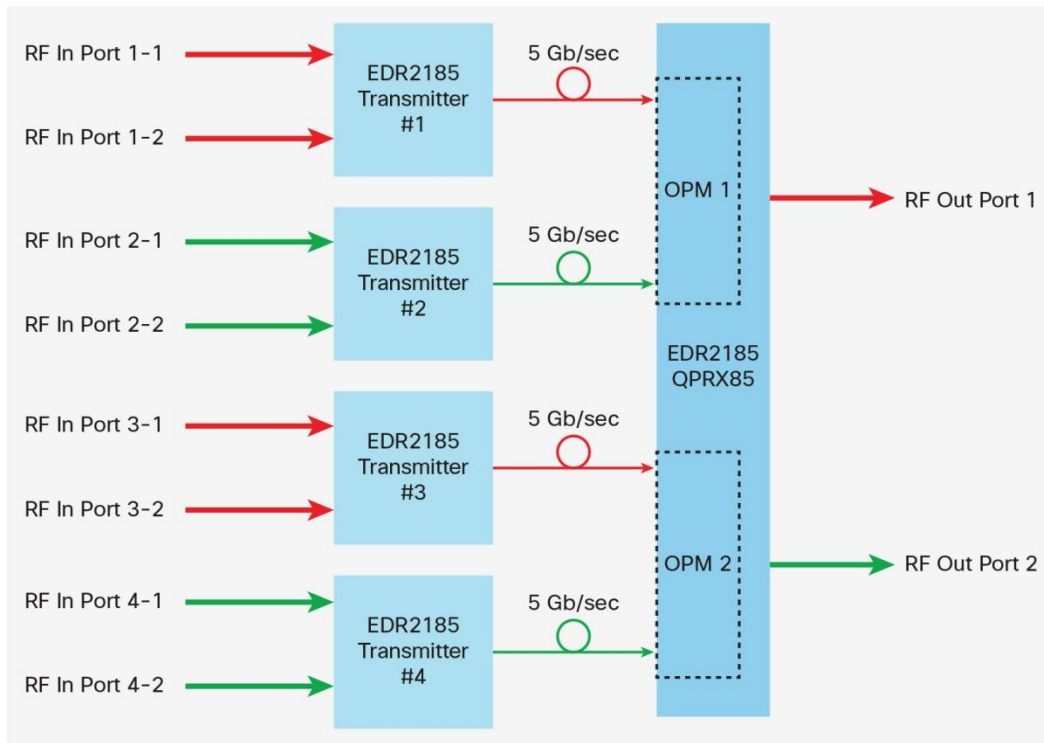 RF In Port 1-1
RF In Port 1-2
EDR2185
Transmitter
#1
5 Gb/sec
RF In Port 2-1
RF In Port 2-2
EDR2185
Transmitter
#2
5 Gb/sec
RF In Port 3-1
RF In Port 3-2
EDR2185
Transmitter
#3
5 Gb/sec
RF In Port 4-1
RF In Port 4-2
EDR2185
Transmitter
#4
5 Gb/sec
OPM 1
EDR2185
QPRX85
OPM 2
RF Out Port 1
RF Out Port 2